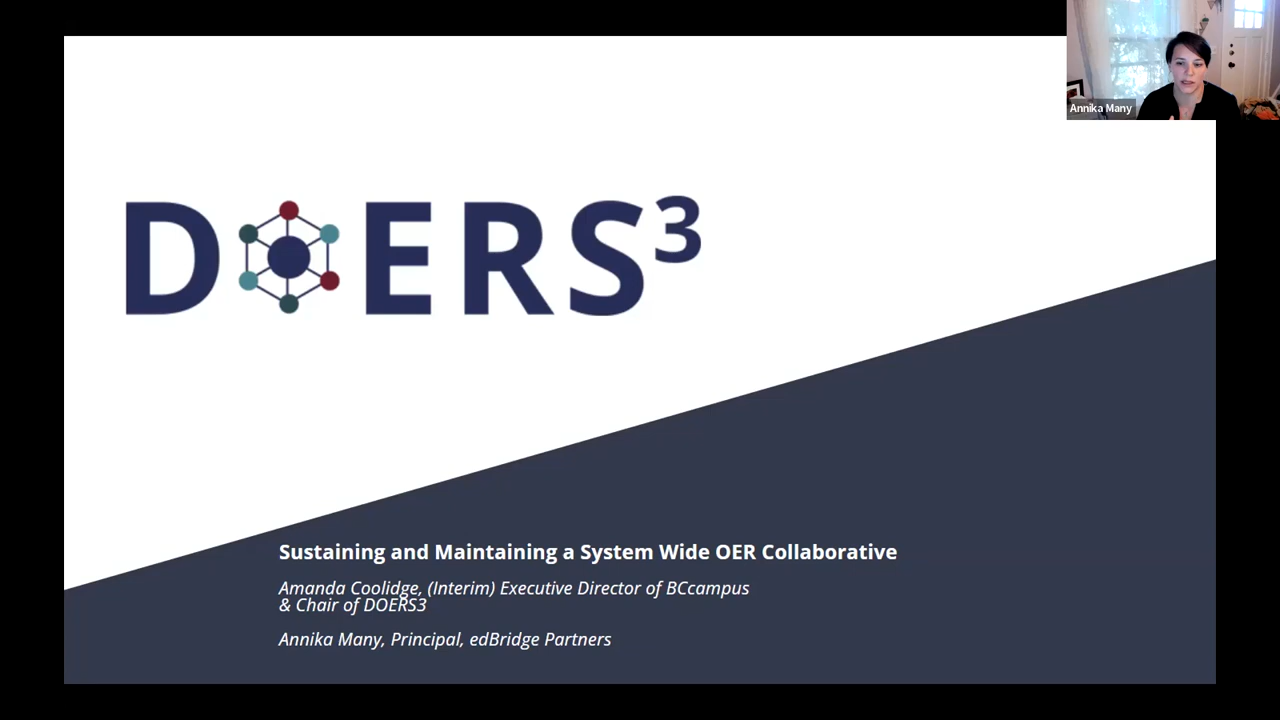 Annika Many
DOERS³
Sustaining and Maintaining a System Wide OER Collaborative
Amanda Coolidge, (Interim) Executive Director of BCcampus
& Chair of DOERS3
Annika Many, Principal, edBridge Partners